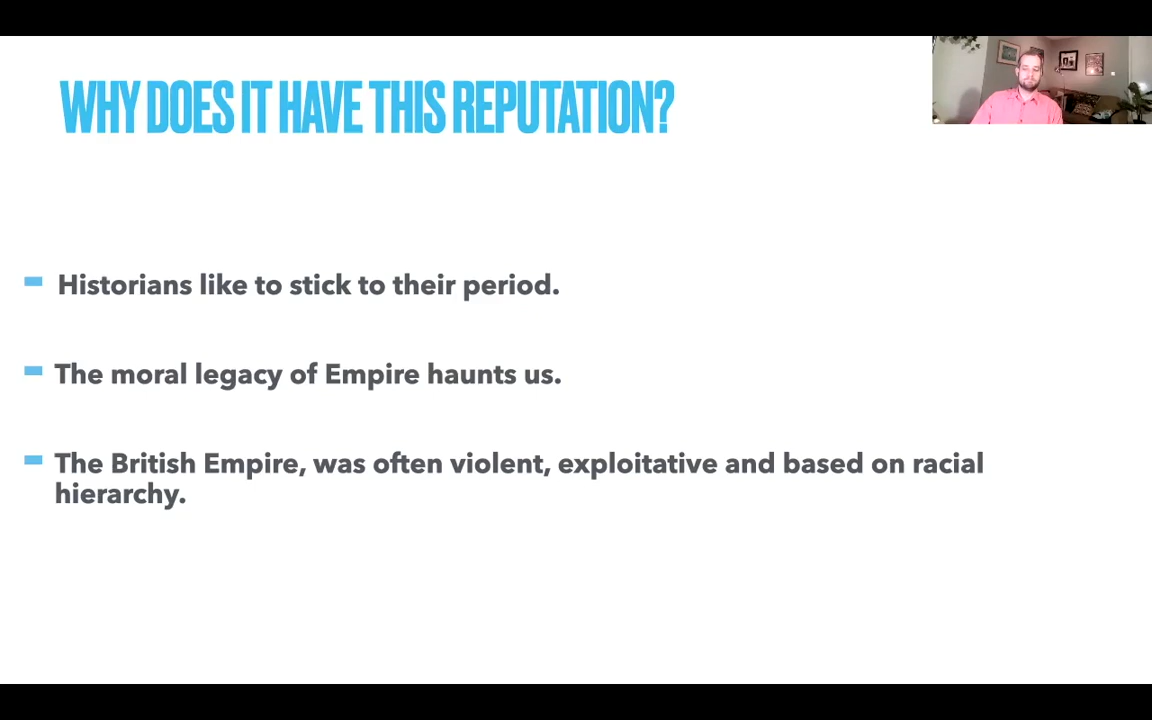 WHY DOES IT HAVE THIS REPUTATION?
Historians like to stick to their period.
The moral legacy of Empire haunts us.
The British Empire, was often violent, exploitative and based on racial
hierarchy.